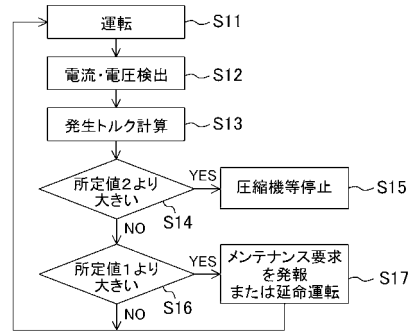 運転
S11
電流・電圧検出
S12
発生トルク計算
S13
所定値2より
大きい
YES
S14
圧縮機等停止
S15
NO
所定値1より
大きい
YES
S16
メンテナンス要求
を発報
または延命運転
S17
NO